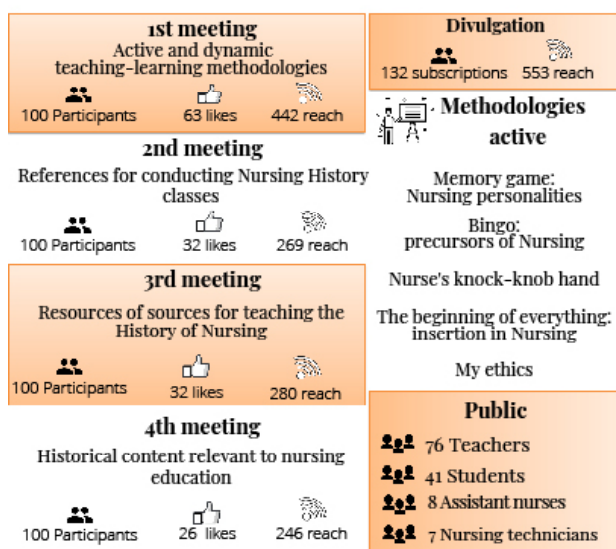 1st meeting
Active and dynamic
teaching-learning methodologies
100 Participants 63 likes 442 reach
2nd meeting
References for conducting Nursing History
classes
100 Participants 32 likes 269 reach
3rd meeting
Resources of sources for teaching the
History of Nursing
100 Participants 32 likes 280 reach
4th meeting
Historical content relevant to nursing
education
100 Participants 26 likes 246 reach
Divulgation
132 subscriptions 553 reach
Methodologies
active
Memory game:
Nursing personalities
Bingo:
precursors of Nursing
Nurse's knock-knob hand
The beginning of everything:
insertion in Nursing
My ethics
Public
76 Teachers
41 Students
8 Assistant nurses
7 Nursing technicians